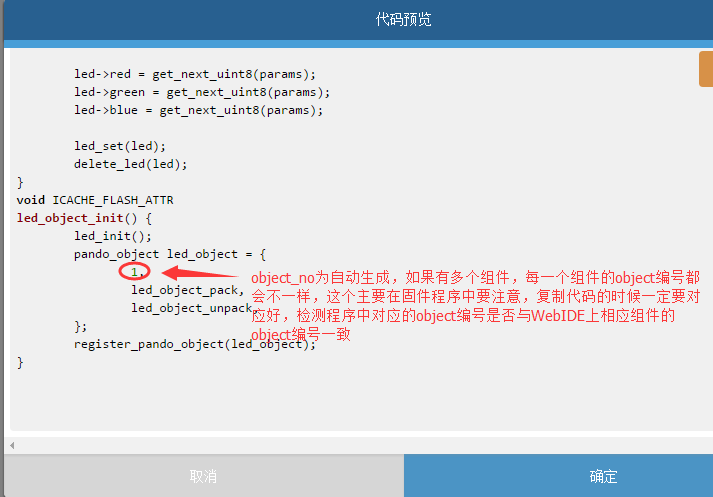 代码预览
led->red = get_next_uint8(params);
led->green = get_next_uint8(params);
led->blue = get_next_uint8(params);
led_set(led);
delete_led(led);
}
void ICACHE_FLASH_ATTR
led_object_init() {
led_init();
pando_object led_object = {
1,
led_object_pack,
led_object_unpack,
};
register_pando_object(led_object);
}
object_no为自动生成，如果有多个组件，每一个组件的object编号都
会不一样，这个主要在固件程序中要注意，复制代码的时候一定要对
应好，检测程序中对应的object编号是否与WebIDE上相应组件的
object编号一致
取消
确定